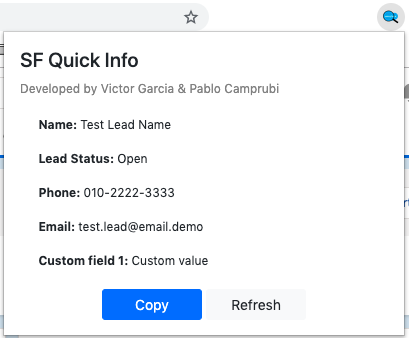 SF Quick Info
Developed by Victor Garcia & Pablo Camprubi
Name: Test Lead Name
Lead Status: Open
Phone: 010-2222-3333
Email: test.lead@email.demo
Custom field 1: Custom value
Copy Refresh